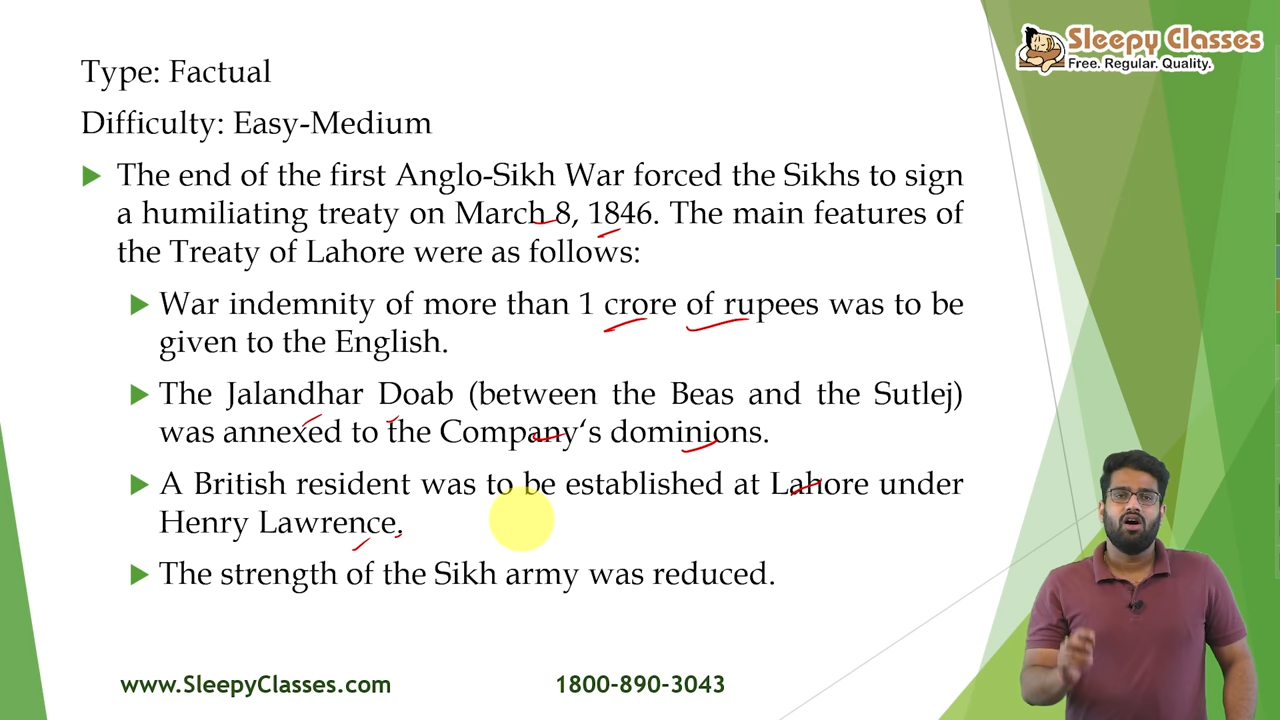 Sleepy Classes
Free. Regular. Quality.
Type: Factual
Difficulty: Easy-Medium
The end of the first Anglo-Sikh War forced the Sikhs to sign
a humiliating treaty on March 8, 1846. The main features of
the Treaty of Lahore were as follows:
War indemnity of more than 1 crore of rupees was to be
given to the English.
The Jalandhar Doab (between the Beas and the Sutlej)
was annexed to the Company‘s dominions.
A British resident was to be established at Lahore under
Henry Lawrence.
The strength of the Sikh army was reduced.
www.SleepyClasses.com
1800-890-3043